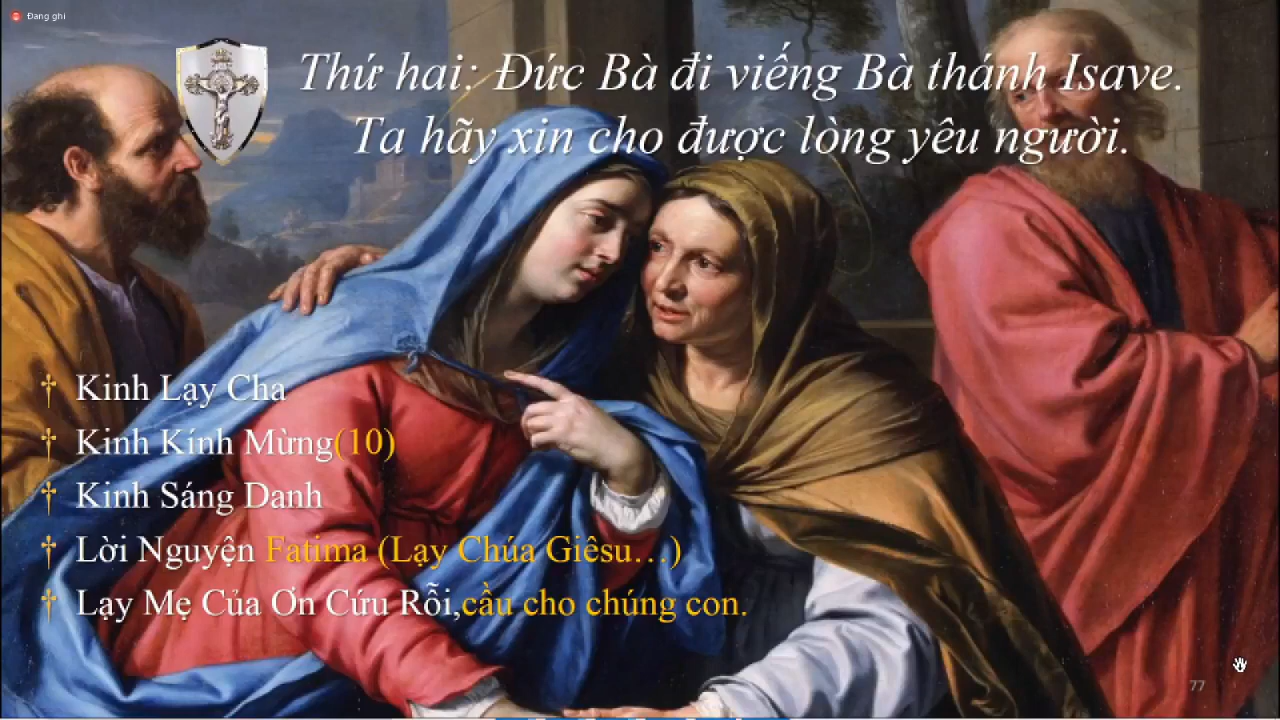 Đang ghi
Thứ hai: Đức Bà đi viếng Bà thánh Isave.
Ta hãy xin cho được lòng yêu người.
† Kinh Lạy Cha
† Kinh Kính Mừng(10)
† Kinh Sáng Danh
† Lời Nguyện Fatima (Lạy Chúa Giêsu…)
† Lạy Mẹ Của Ơn Cứu Rỗi,cầu cho chúng con.
77